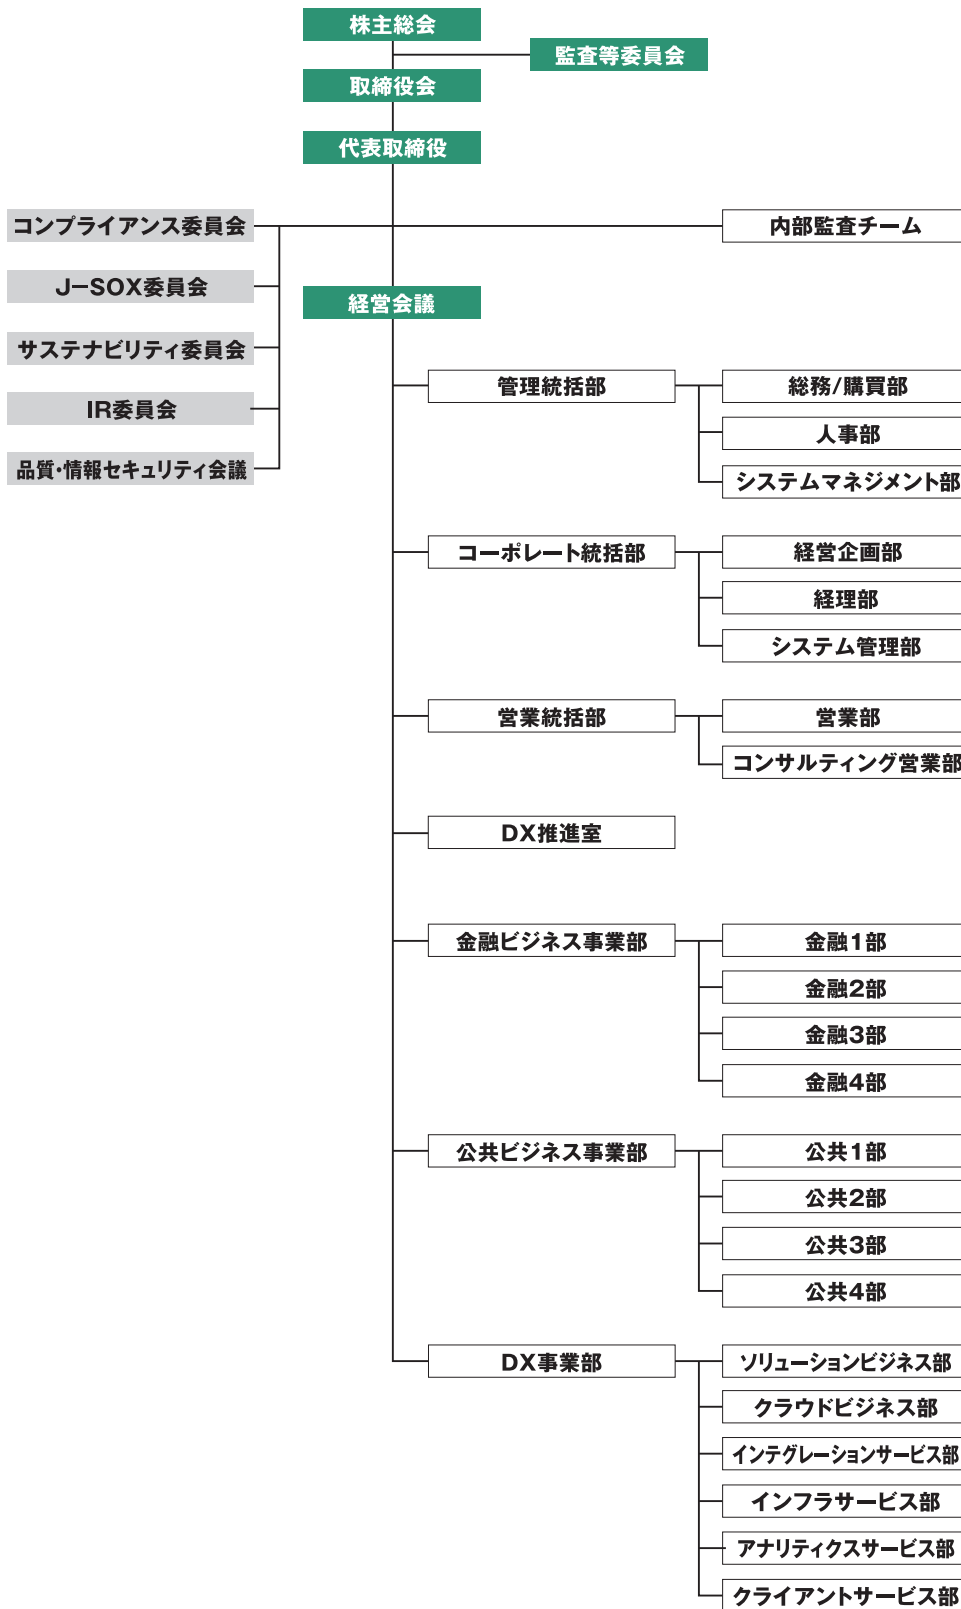 株主総会
監査等委員会
取締役会
代表取締役
コンプライアンス委員会
内部監査チーム
J－SOX委員会
経営会議
サステナビリティ委員会
IR委員会
品質・情報セキュリティ会議
管理統括部
総務/購買部
人事部
システムマネジメント部
コーポレート統括部
経営企画部
経理部
システム管理部
営業統括部
営業部
コンサルティング営業部
DX推進室
金融ビジネス事業部
金融1部
金融2部
金融3部
金融4部
公共ビジネス事業部
公共1部
公共2部
公共3部
公共4部
DX事業部
ソリューションビジネス部
クラウドビジネス部
インテグレーションサービス部
インフラサービス部
アナリティクスサービス部
クライアントサービス部